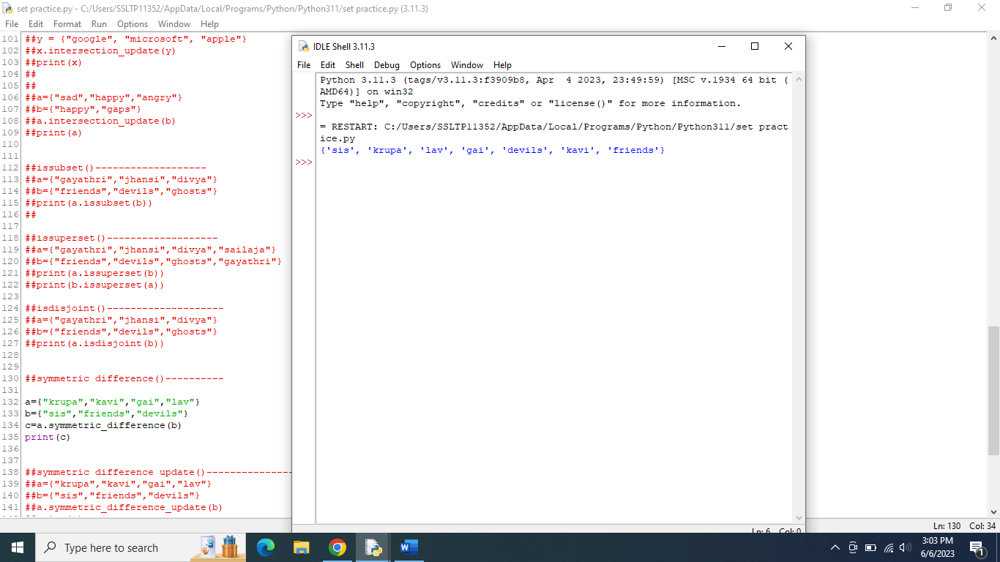 set practice.py - C:/Users/SSLTP11352/AppData/Local/Programs/Python/Python311/set practice.py (3.11.3)
File Edit Format Run Options Window Help
101 ##y = {"google", "microsoft", "apple"}
102 ##x.intersection_update(y)
103 ##print(x)
104 ##
105 ##
106 ##a={"sad","happy","angry"}
107 ##b={"happy","gaps"}
108 ##a.intersection_update(b)
109 ##print(a)
110
111
112 ##issubset()-------------------
113 ##a={"gayathri","jhansi","divya"}
114 ##b={"friends","devils","ghosts"}
115 ##print(a.issubset(b))
116 ##
117
118 ##issuperset()-------------------
119 ##a={"gayathri","jhansi","divya","sailaja"}
120 ##b={"friends","devils","ghosts","gayathri"}
121 ##print(a.issuperset(b))
122 ##print(b.issuperset(a))
123
124 ##isdisjoint()--------------------
125 ##a={"gayathri","jhansi","divya"}
126 ##b={"friends","devils","ghosts"}
127 ##print(a.isdisjoint(b))
128
129
130 ##symmetric difference()----------
131
132 a={"krupa","kavi","gai","lav"}
133 b={"sis","friends","devils"}
134 c=a.symmetric_difference(b)
135 print(c)
136
137
138 ##symmetric difference update()---------------
139 ##a={"krupa","kavi","gai","lav"}
140 ##b={"sis","friends","devils"}
141 ##a.symmetric_difference_update(b)
IDLE Shell 3.11.3
File Edit Shell Debug Options Window Help
Python 3.11.3 (tags/v3.11.3:f3909b8, Apr  4 2023, 23:49:59) [MSC v.1934 64 bit (
AMD64)] on win32
Type "help", "copyright", "credits" or "license()" for more information.
>>>
= RESTART: C:/Users/SSLTP11352/AppData/Local/Programs/Python/Python311/set pract
ice.py
{'sis', 'krupa', 'lav', 'gai', 'devils', 'kavi', 'friends'}
>>>
Ln: 6 Col: 0
Ln: 130 Col: 34
Type here to search
W
3:03 PM
6/6/2023
1